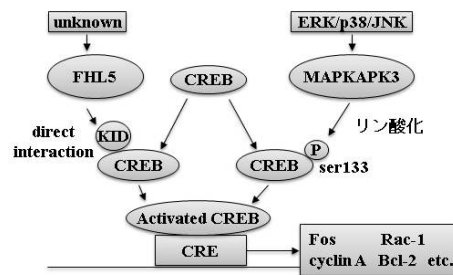 unknown
ERK/p38/JNK
FHL5
CREB
MAPKAPK3
direct
interaction
KID
リン酸化
P
CREB
CREB
ser133
Activated CREB
CRE
Fos Rac-1
cyclin A Bcl-2 etc.